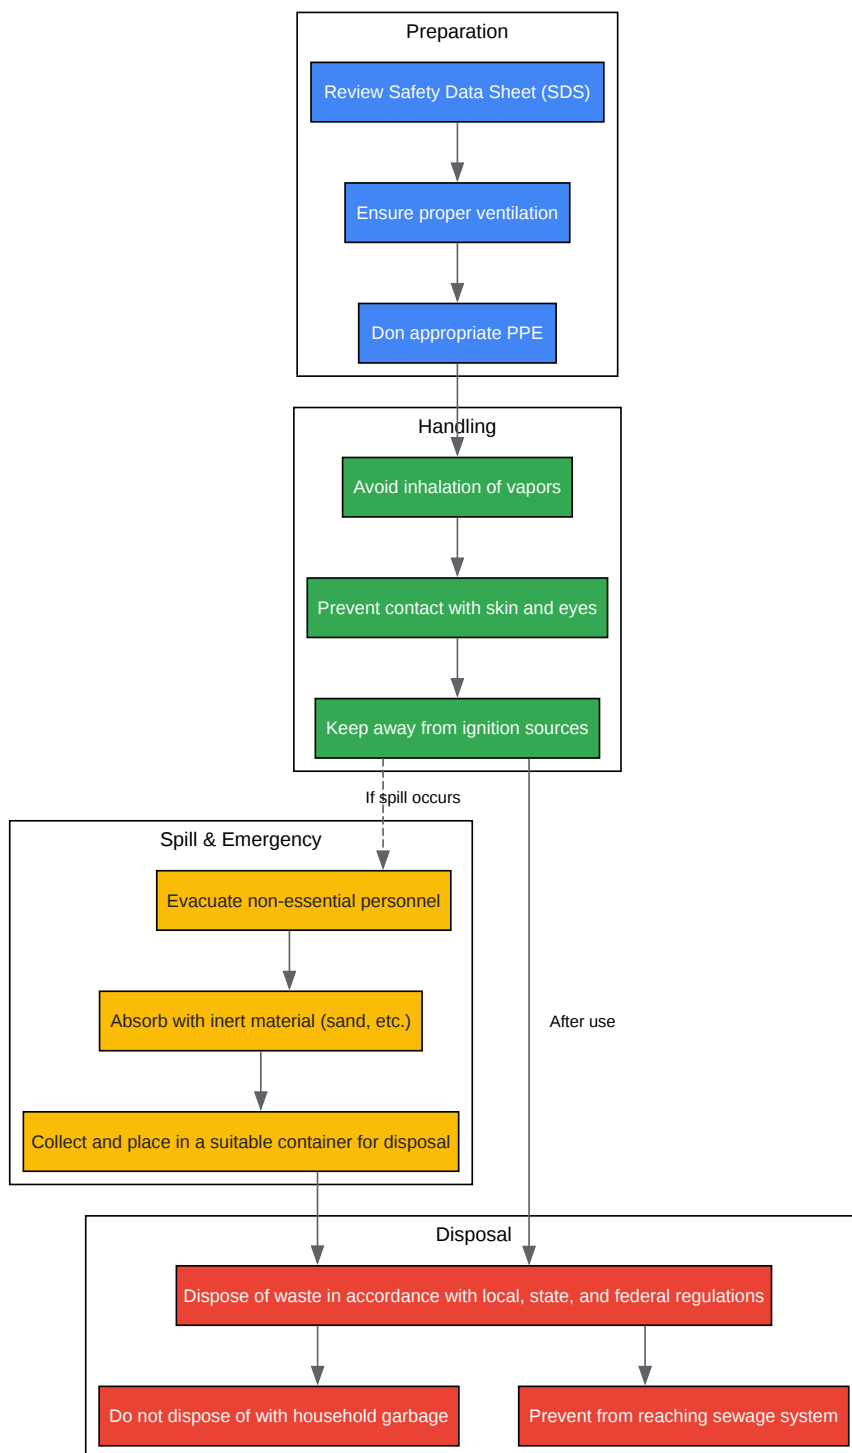 Preparation
Review Safety Data Sheet (SDS)
Ensure proper ventilation
Don appropriate PPE
Handling
Avoid inhalation of vapors
Prevent contact with skin and eyes
Keep away from ignition sources
If spill occurs
Spill & Emergency
Evacuate non-essential personnel
Absorb with inert material (sand, etc.)
After use
Collect and place in a suitable container for disposal
Disposal
Dispose of waste in accordance with local, state, and federal regulations
Do not dispose of with household garbage
Prevent from reaching sewage system